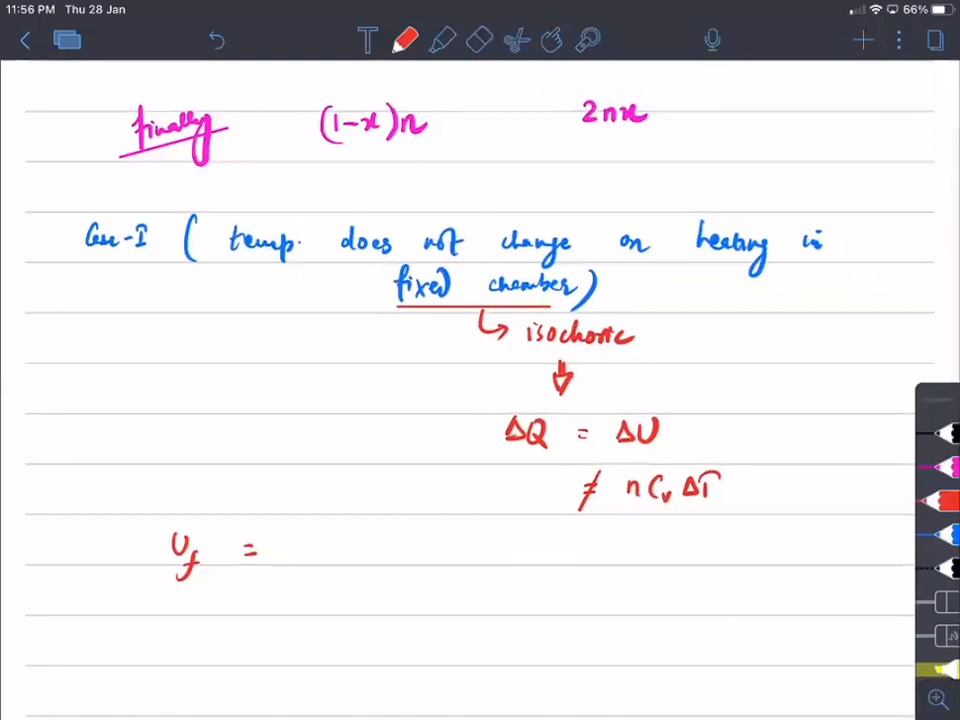 11:56 PM Thu 28 Jan 66%
T
finally (1-x)n 2nx
Case-I ( temp. does not change on heating in
fixed chamber)
↳ isochoric
⇓
ΔQ = ΔU
≠ nCvΔT
Uf =